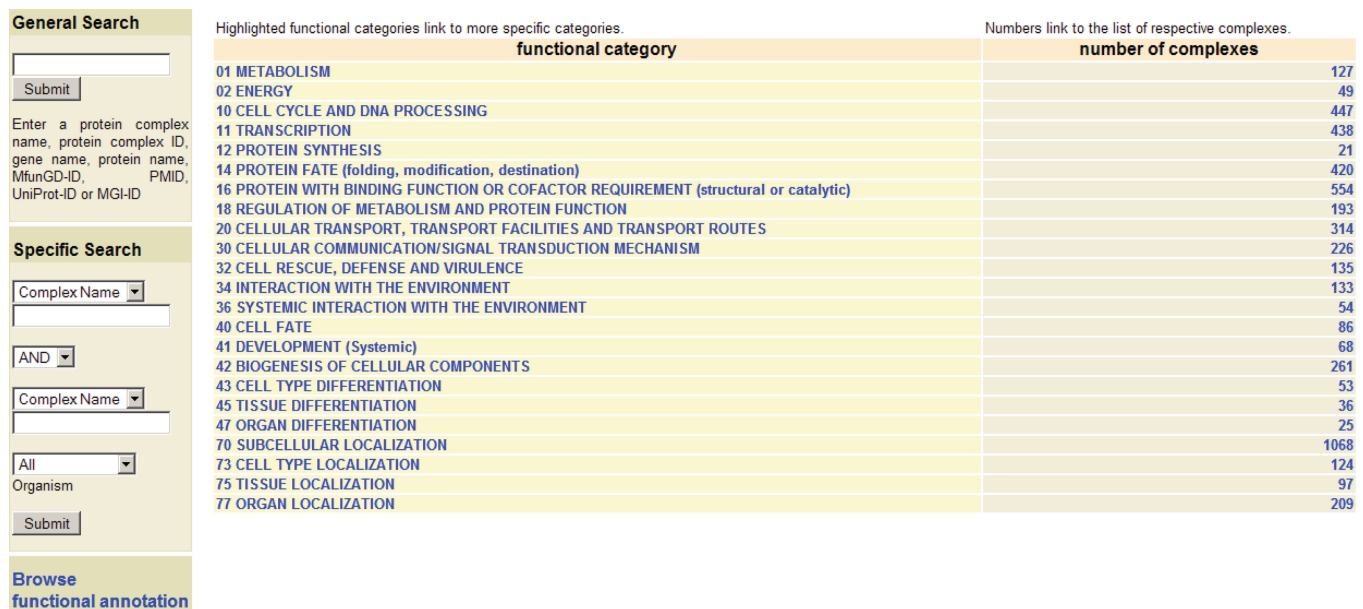 General Search
Submit
Enter a protein complex
name, protein complex ID,
gene name, protein name,
MfunGD-ID, PMID,
UniProt-ID or MGI-ID
Specific Search
Complex Name
AND
Complex Name
All
Organism
Submit
Browse
functional annotation
Highlighted functional categories link to more specific categories. Numbers link to the list of respective complexes.
functional category number of complexes
01 METABOLISM 127
02 ENERGY 49
10 CELL CYCLE AND DNA PROCESSING 447
11 TRANSCRIPTION 438
12 PROTEIN SYNTHESIS 21
14 PROTEIN FATE (folding, modification, destination) 420
16 PROTEIN WITH BINDING FUNCTION OR COFACTOR REQUIREMENT (structural or catalytic) 554
18 REGULATION OF METABOLISM AND PROTEIN FUNCTION 193
20 CELLULAR TRANSPORT, TRANSPORT FACILITIES AND TRANSPORT ROUTES 314
30 CELLULAR COMMUNICATION/SIGNAL TRANSDUCTION MECHANISM 226
32 CELL RESCUE, DEFENSE AND VIRULENCE 135
34 INTERACTION WITH THE ENVIRONMENT 133
36 SYSTEMIC INTERACTION WITH THE ENVIRONMENT 54
40 CELL FATE 86
41 DEVELOPMENT (Systemic) 68
42 BIOGENESIS OF CELLULAR COMPONENTS 261
43 CELL TYPE DIFFERENTIATION 53
45 TISSUE DIFFERENTIATION 36
47 ORGAN DIFFERENTIATION 25
70 SUBCELLULAR LOCALIZATION 1068
73 CELL TYPE LOCALIZATION 124
75 TISSUE LOCALIZATION 97
77 ORGAN LOCALIZATION 209